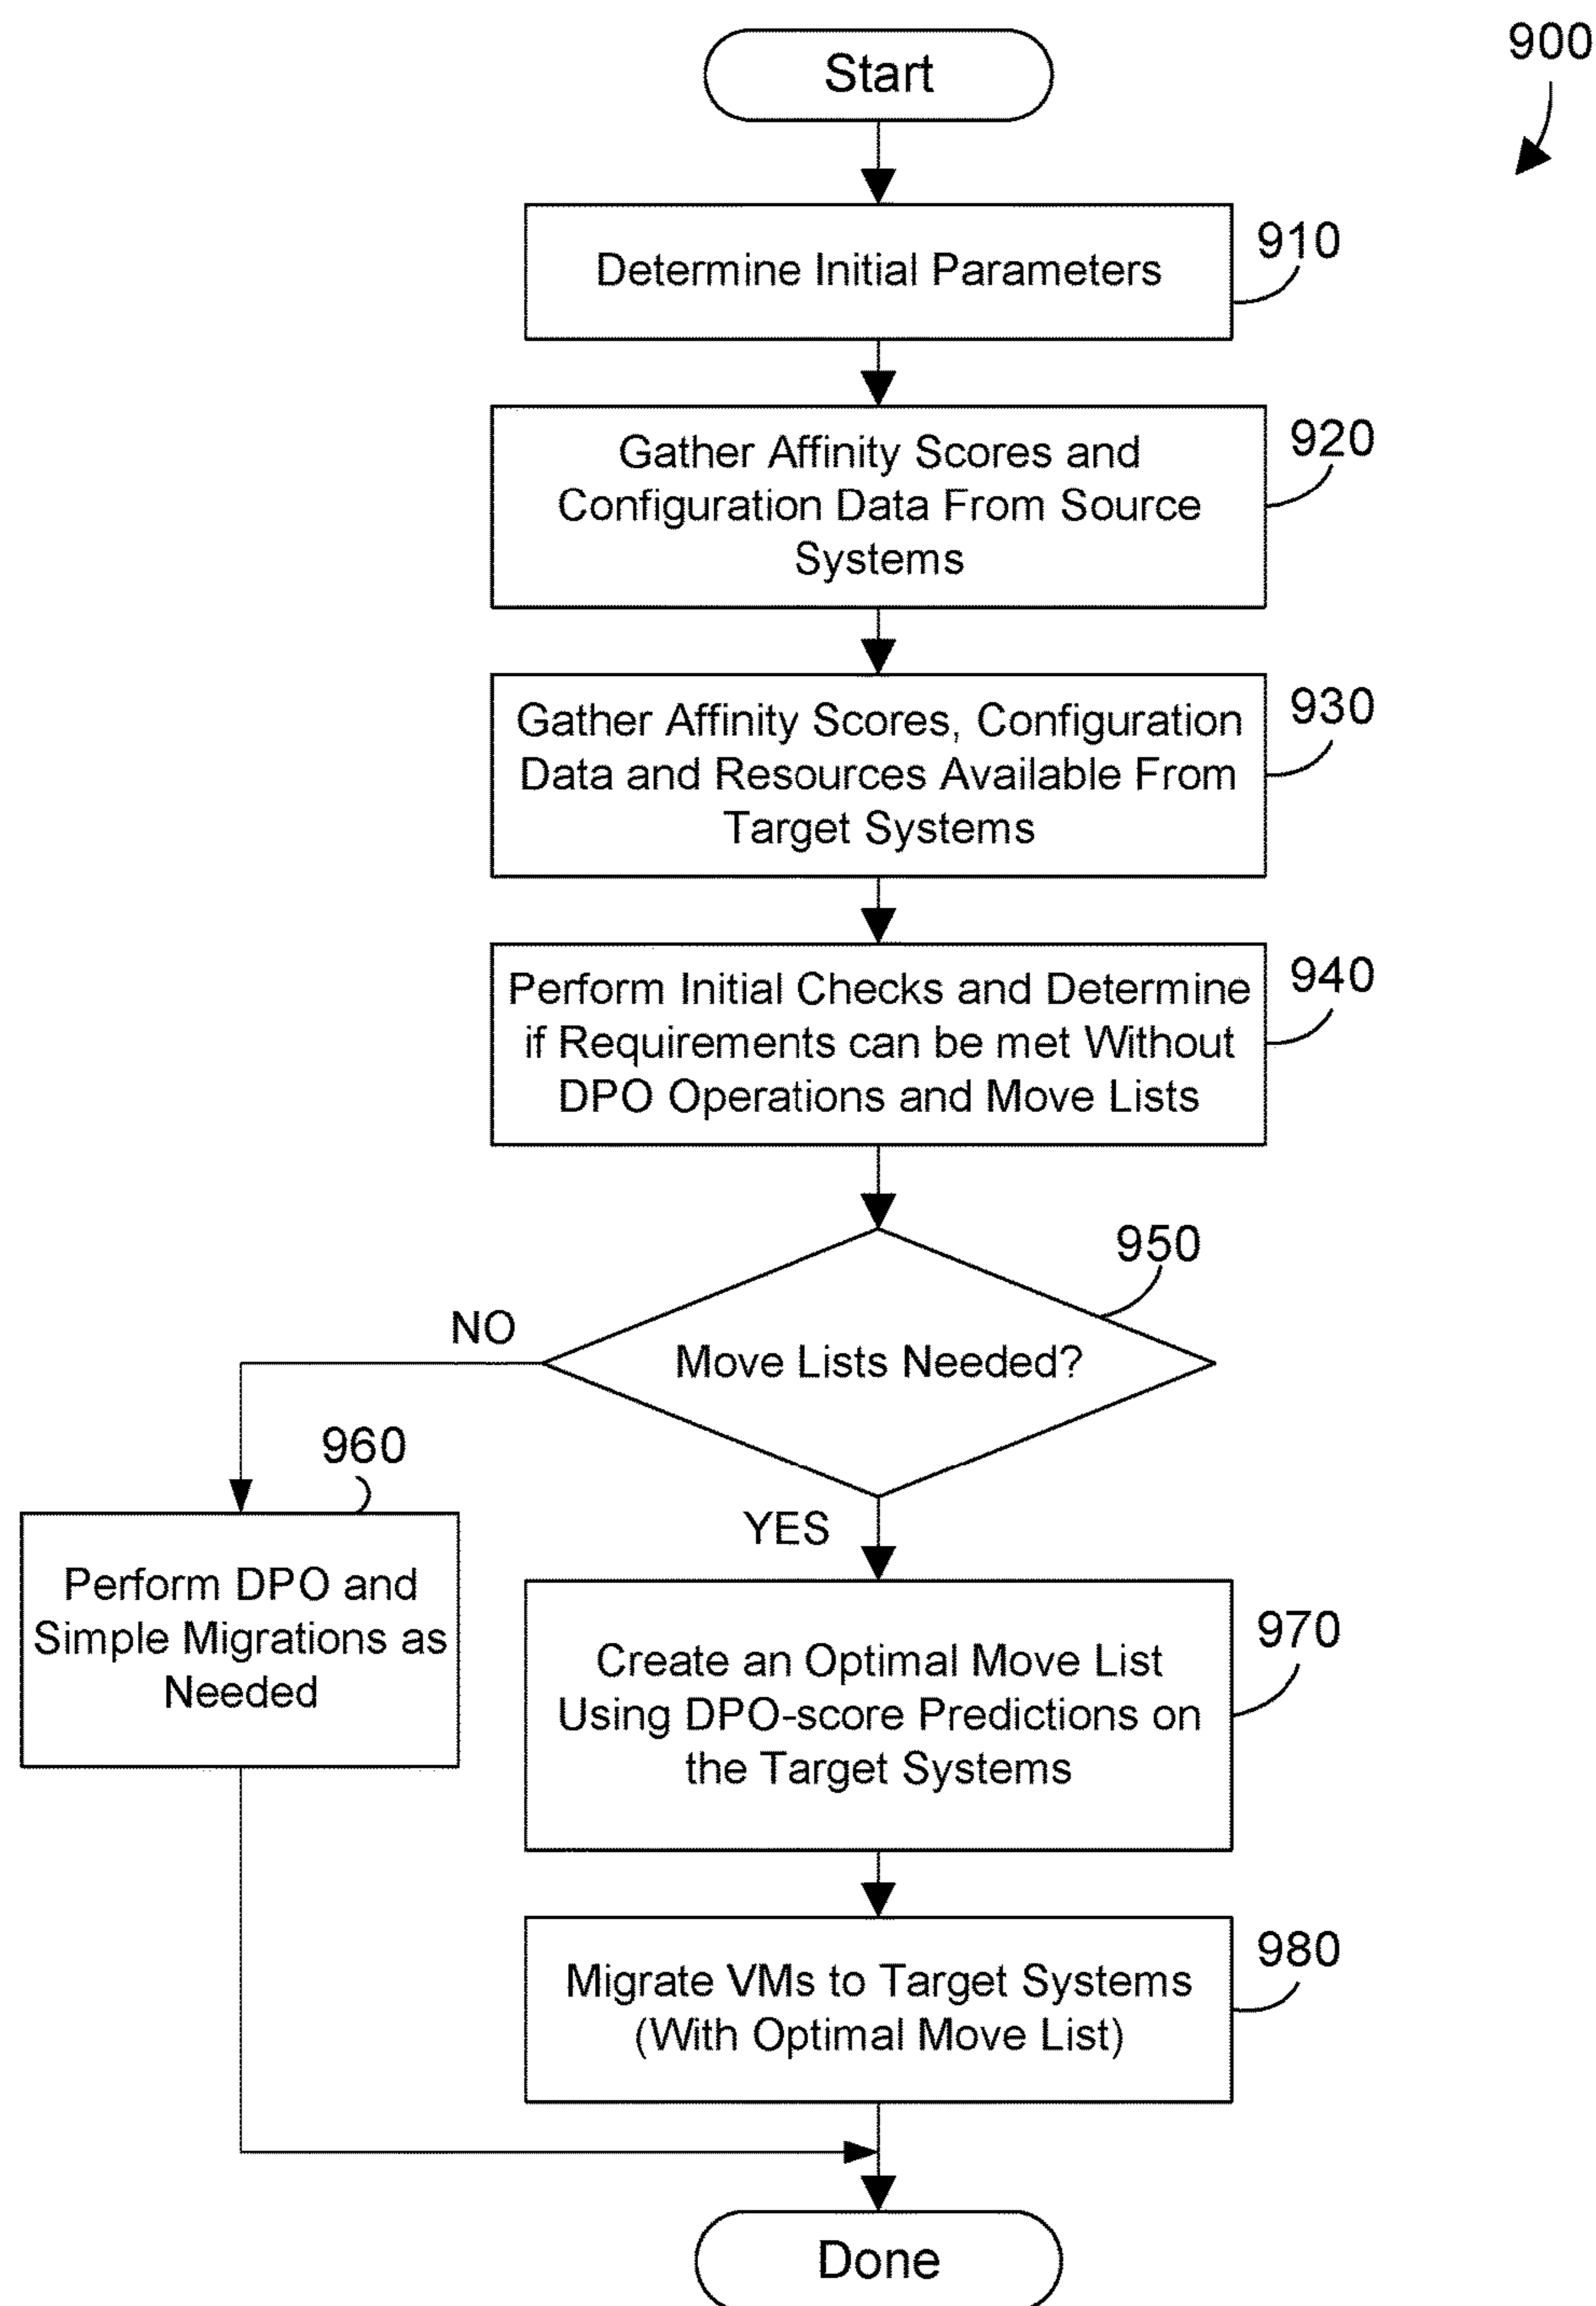 900
Start
Determine Initial Parameters
910
Gather Affinity Scores and
Configuration Data From Source
Systems
920
Gather Affinity Scores, Configuration
Data and Resources Available From
Target Systems
930
Perform Initial Checks and Determine
if Requirements can be met Without
DPO Operations and Move Lists
940
950
Move Lists Needed?
NO
YES
960
Perform DPO and
Simple Migrations as
Needed
Create an Optimal Move List
Using DPO-score Predictions on
the Target Systems
970
Migrate VMs to Target Systems
(With Optimal Move List)
980
Done